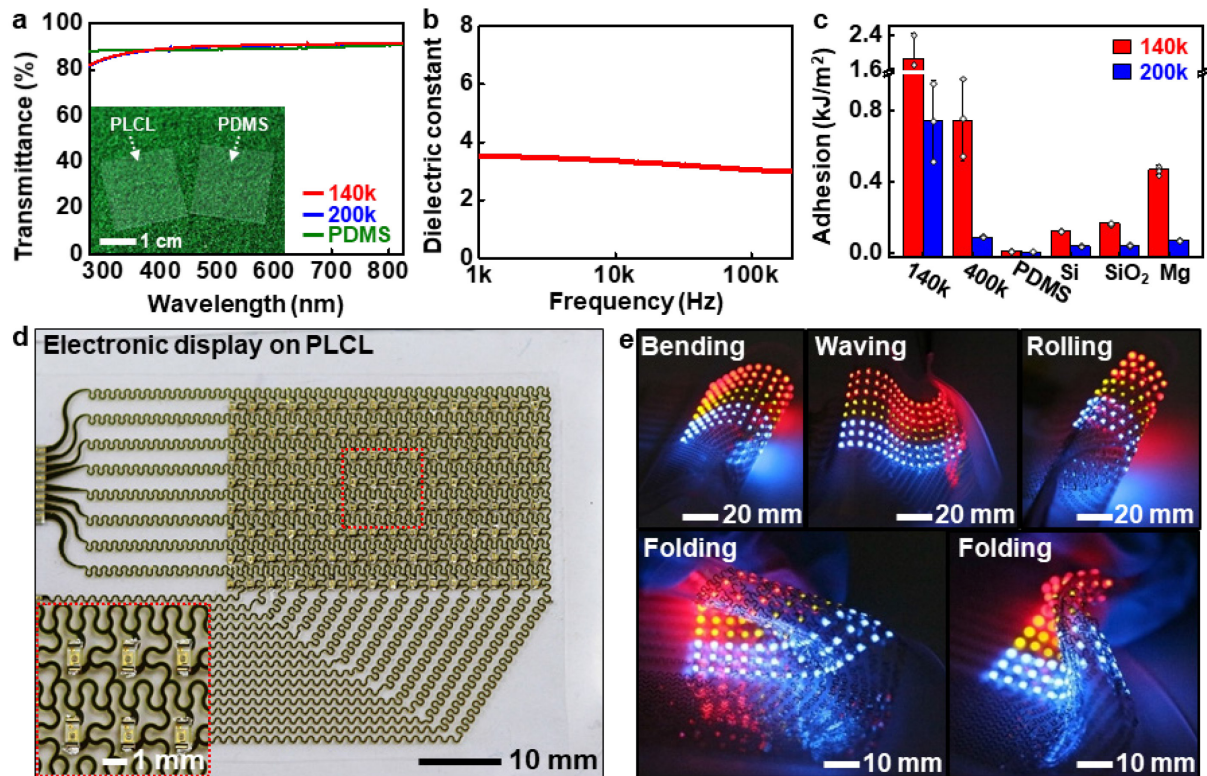 a
Transmittance (%)
100
80
60
40
20
0
300 400 500 600 700 800
Wavelength (nm)
PLCL PDMS
1 cm
140k
200k
PDMS
b
Dielectric constant
8
6
4
2
0
1k 10k 100k
Frequency (Hz)
c
Adhesion (kJ/m²)
2.4
1.6
0.8
0.4
0.0
140k
200k
140k 400k PDMS Si SiO₂ Mg
d Electronic display on PLCL
1 mm
10 mm
e
Bending Waving Rolling
20 mm 20 mm 20 mm
Folding Folding
10 mm 10 mm